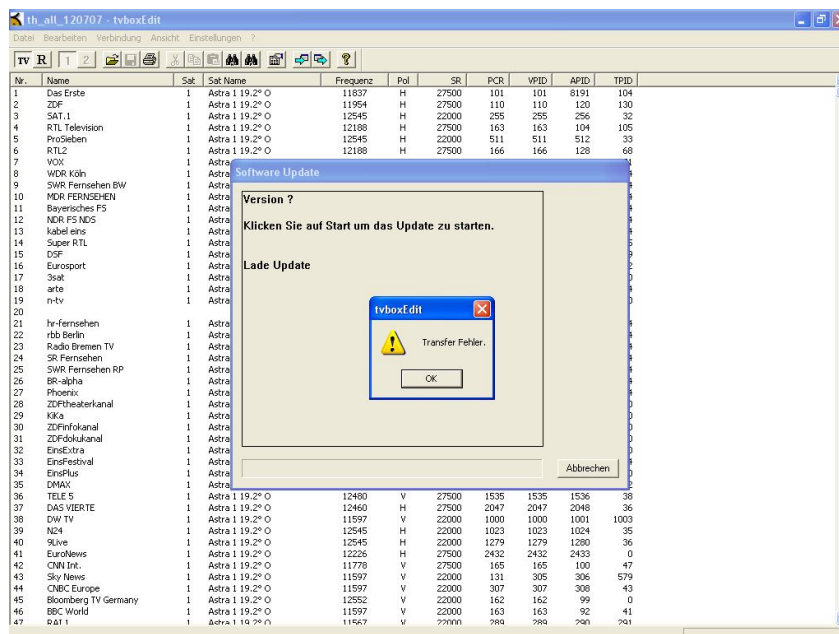 th_all_120707 - tvboxEdit
Datei Bearbeiten Verbindung Ansicht Einstellungen ?
TV R 1 2
Nr. Name Sat Sat Name Frequenz Pol SR PCR VPID APID TPID
1 Das Erste 1 Astra 1 19.2° O 11837 H 27500 101 101 8191 104
2 ZDF 1 Astra 1 19.2° O 11954 H 27500 110 110 120 130
3 SAT.1 1 Astra 1 19.2° O 12545 H 22000 255 255 256 32
4 RTL Television 1 Astra 1 19.2° O 12188 H 27500 163 163 104 105
5 ProSieben 1 Astra 1 19.2° O 12545 H 22000 511 511 512 33
6 RTL2 1 Astra 1 19.2° O 12188 H 27500 166 166 128 68
7 VOX 1 Astra
8 WDR Köln 1 Astra
9 SWR Fernsehen BW 1 Astra
10 MDR FERNSEHEN 1 Astra
11 Bayerisches FS 1 Astra
12 NDR FS NDS 1 Astra
13 kabel eins 1 Astra
14 Super RTL 1 Astra
15 DSF 1 Astra
16 Eurosport 1 Astra
17 3sat 1 Astra
18 arte 1 Astra
19 n-tv 1 Astra
20
21 hr-fernsehen 1 Astra
22 rbb Berlin 1 Astra
23 Radio Bremen TV 1 Astra
24 SR Fernsehen 1 Astra
25 SWR Fernsehen RP 1 Astra
26 BR-alpha 1 Astra
27 Phoenix 1 Astra
28 ZDFtheaterkanal 1 Astra
29 KiKa 1 Astra
30 ZDFinfokanal 1 Astra
31 ZDFdokukanal 1 Astra
32 EinsExtra 1 Astra
33 EinsFestival 1 Astra
34 EinsPlus 1 Astra
35 DMAX 1 Astra
36 TELE 5 1 Astra 1 19.2° O 12480 V 27500 1535 1535 1536 38
37 DAS VIERTE 1 Astra 1 19.2° O 12460 H 27500 2047 2047 2048 36
38 DW TV 1 Astra 1 19.2° O 11597 V 22000 1000 1000 1001 1003
39 N24 1 Astra 1 19.2° O 12545 H 22000 1023 1023 1024 35
40 9Live 1 Astra 1 19.2° O 12545 H 22000 1279 1279 1280 36
41 EuroNews 1 Astra 1 19.2° O 12226 H 27500 2432 2432 2433 0
42 CNN Int. 1 Astra 1 19.2° O 11778 V 27500 165 165 100 47
43 Sky News 1 Astra 1 19.2° O 11597 V 22000 131 305 306 579
44 CNBC Europe 1 Astra 1 19.2° O 11597 V 22000 307 307 308 43
45 Bloomberg TV Germany 1 Astra 1 19.2° O 12552 V 22000 162 162 99 0
46 BBC World 1 Astra 1 19.2° O 11597 V 22000 163 163 92 41
47 RAI 1 1 Astra 1 19.2° O 11567 V 22000 289 289 290 291
Software Update
Version ?
Klicken Sie auf Start um das Update zu starten.
Lade Update
tvboxEdit
Transfer Fehler.
OK
Abbrechen